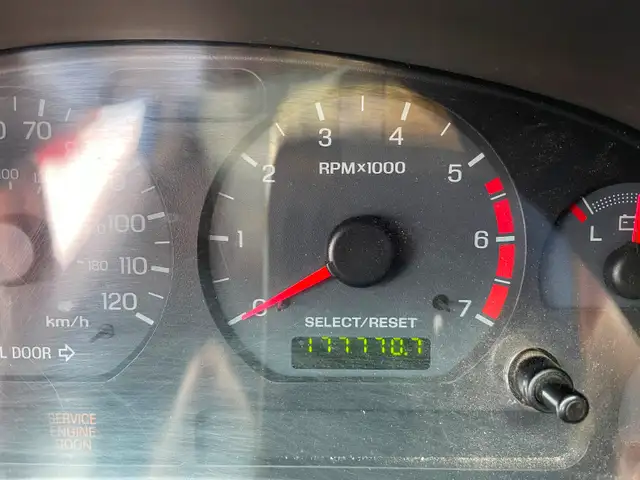 70
100
180
110
120
km/h
L DOOR
SERVICE
ENGINE
SOON
0
1
2
3
4
5
6
7
RPM×1000
SELECT/RESET
177778.7
L